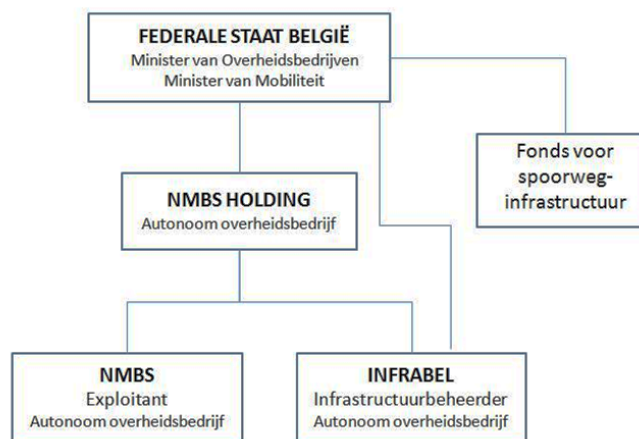 FEDERALE STAAT BELGIË
Minister van Overheidsbedrijven
Minister van Mobiliteit
Fonds voor
spoorweg-
infrastructuur
NMBS HOLDING
Autonoom overheidsbedrijf
NMBS
Exploitant
Autonoom overheidsbedrijf
INFRABEL
Infrastructuurbeheerder
Autonoom overheidsbedrijf